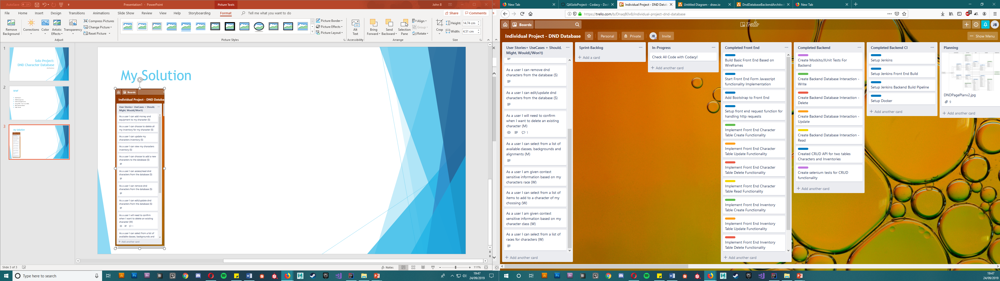 AutoSave Off
Presentation1 - PowerPoint
Picture Tools
John B
File Home Insert Design Transitions Animations Slide Show Review View Help Storyboarding Format Tell me what you want to do
Share Comments
Remove Background
Corrections
Color
Artistic Effects
Transparency
Compress Pictures
Change Picture
Reset Picture
Adjust
Picture Styles
Picture Border
Picture Effects
Picture Layout
Alt Text
Accessibility
Bring Forward
Send Backward
Selection Pane
Align
Group
Rotate
Arrange
Crop
Height: 14.74 cm
Width: 4.51 cm
Size
1
Solo Project:
DND Character Database
2
Brief
3
My Solution
My Solution
Boards
Individual Project - DND Databa
User Stories+ UseCases + Should,
Might, Would(/Won't)
As a user I can add money and
equipment to my character (S)
As a user I can choose to delete all
my inventory for my character (S)
As a user I can update my
characters inventory (S)
As a user I can view my characters
inventory (S)
As a user I can choose to add a new
characters to the database (S)
As a user I can access/read dnd
characters from the database (S)
As a user I can remove dnd
characters from the database (S)
As a user I can edit/update dnd
characters from the database (S)
As a user I will need to confirm
when I want to delete an existing
character (M)
1
As a user I can select from a list of
available classes, backgrounds and
+ Add another card
Slide 3 of 3
Notes
111%
Type here to search
19:47
24/09/2019
New Tab
QASoloProject - Codacy - Dash
Individual Project - DND Datab
Untitled Diagram - draw.io
DndDatabaseBackendArchitect
New Tab
https://trello.com/b/DnaqB0v8/individual-project-dnd-database
Boards
Trello
JB
Individual Project - DND Database
Personal
Private
JB
Invite
Show Menu
User Stories+ UseCases + Should,
Might, Would(/Won't)
As a user I can remove dnd
characters from the database (S)
As a user I can edit/update dnd
characters from the database (S)
As a user I will need to confirm
when I want to delete an existing
character (M)
1
As a user I can select from a list of
available classes, backgrounds and
alignments (M)
As a user I am given context
sensitive information based on my
characters race (W)
As a user I can select from a list of
items to add to a character of my
choosing (W)
As a user I am given context
sensitive information based on my
character class (W)
As a user I can select from a list of
races for characters (W)
+ Add another card
Sprint-Backlog
+ Add a card
In-Progress
Check All Code with Codacy!
+ Add another card
Completed Front End
Build Basic Front End Based on
Wireframes
Start Front End Form Javascript
functionality Implementation
Add Bootstrap to Front End
Setup front end request function for
handling http requests
Implement Front End Character
Table Create Functionality
Implement Front End Character
Table Update Functionality
Implement Front End Character
Table Delete Functionality
Implement Front End Character
Table Read Functionality
Implement Front End Inventory
Table Create Functionality
Implement Front End Inventory
Table Update Functionality
Implement Front End Inventory
Table Delete Functionality
+ Add another card
Completed Backend
Create Mockito/JUnit Tests For
Backend
Create Backend Database Interaction -
Write
Create Backend Database Interaction -
Delete
Create Backend Database Interaction -
Update
Create Backend Database Interaction -
Read
Created CRUD API for two tables
Characters and Inventories
Create selenium tests for CRUD
functionality
+ Add another card
Completed Backend CI
Setup Jenkins
Setup Jenkins Front End Build
Setup Jenkins Backend Build Pipeline
Setup Docker
+ Add another card
Planning
DNDPagePlanv2.jpg
9
+ Add another card
19:47
24/09/2019